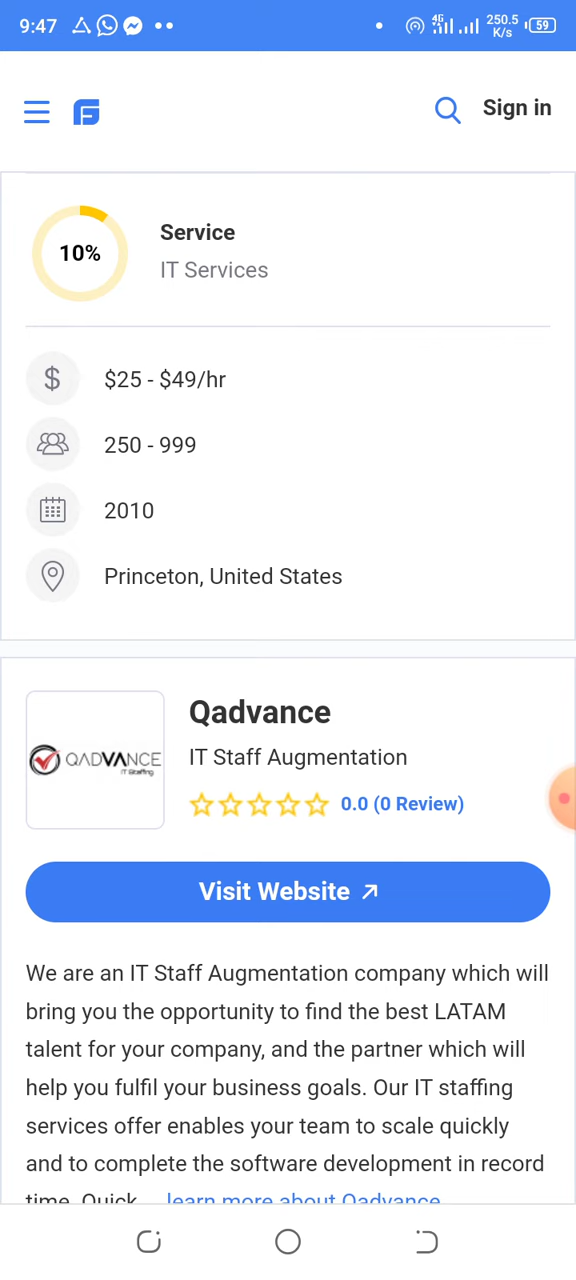 9:47
4G
250.5
K/s
59
Sign in
10%
Service
IT Services
$25 - $49/hr
250 - 999
2010
Princeton, United States
QADVANCE
IT Staffing
Qadvance
IT Staff Augmentation
0.0 (0 Review)
Visit Website
We are an IT Staff Augmentation company which will
bring you the opportunity to find the best LATAM
talent for your company, and the partner which will
help you fulfil your business goals. Our IT staffing
services offer enables your team to scale quickly
and to complete the software development in record
time. Quick ... learn more about Qadvance